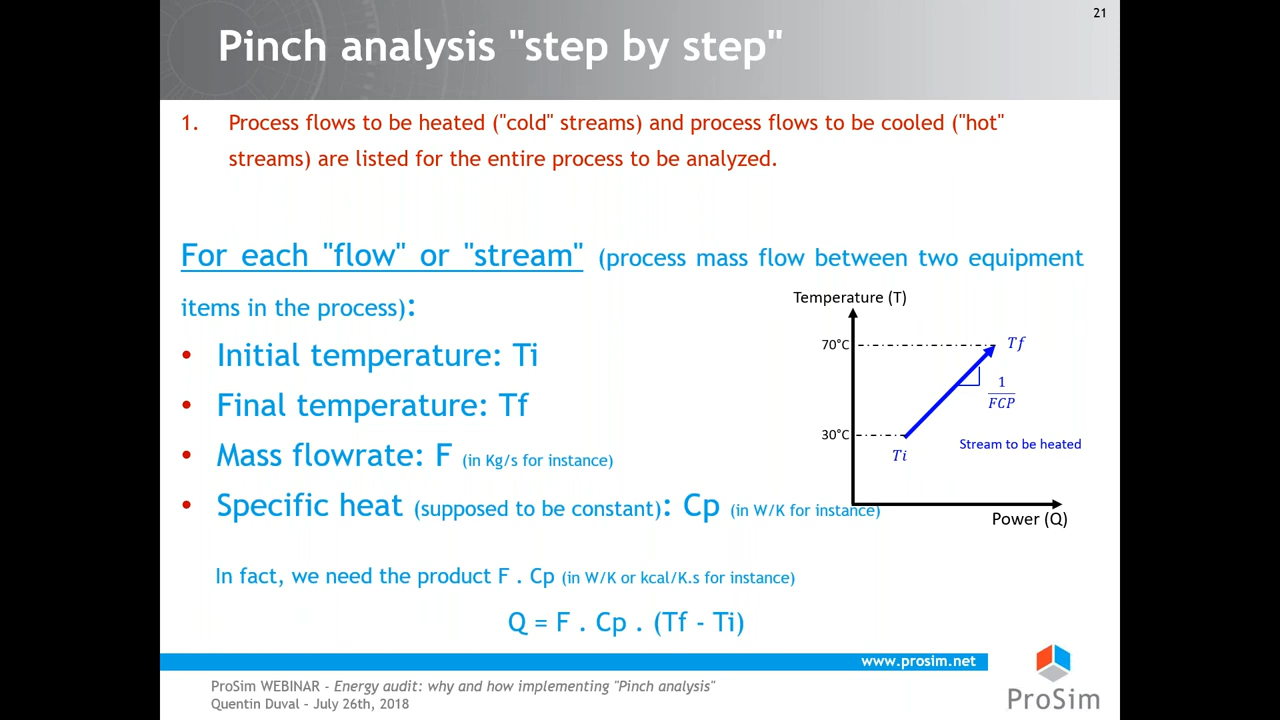 21
Pinch analysis "step by step"
1. Process flows to be heated ("cold" streams) and process flows to be cooled ("hot"
streams) are listed for the entire process to be analyzed.
For each "flow" or "stream" (process mass flow between two equipment
items in the process):
• Initial temperature: Ti
• Final temperature: Tf
• Mass flowrate: F (in Kg/s for instance)
• Specific heat (supposed to be constant): Cp (in W/K for instance)
Temperature (T)
70°C
Tf
1
FCP
30°C
Stream to be heated
Ti
Power (Q)
In fact, we need the product F . Cp (in W/K or kcal/K.s for instance)
Q = F . Cp . (Tf - Ti)
www.prosim.net
ProSim WEBINAR - Energy audit: why and how implementing "Pinch analysis"
Quentin Duval – July 26th, 2018
ProSim